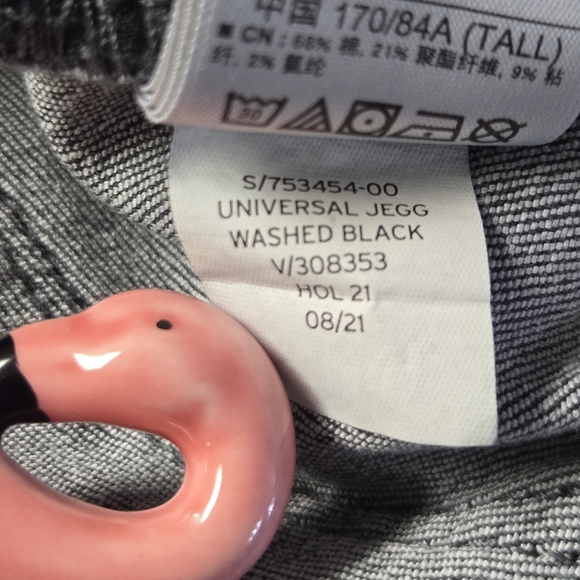 中国 170/84A (TALL)
■ CN : 68% 棉, 21% 聚酯纤维, 9% 粘
纤, 2% 氨纶
30
S/753454-00
UNIVERSAL JEGG
WASHED BLACK
V/308353
HOL 21
08/21